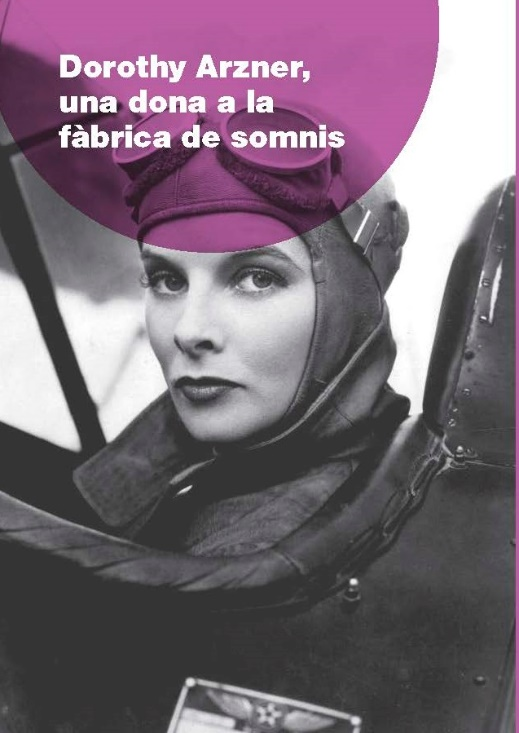 Dorothy Arzner,
una dona a la
fàbrica de somnis